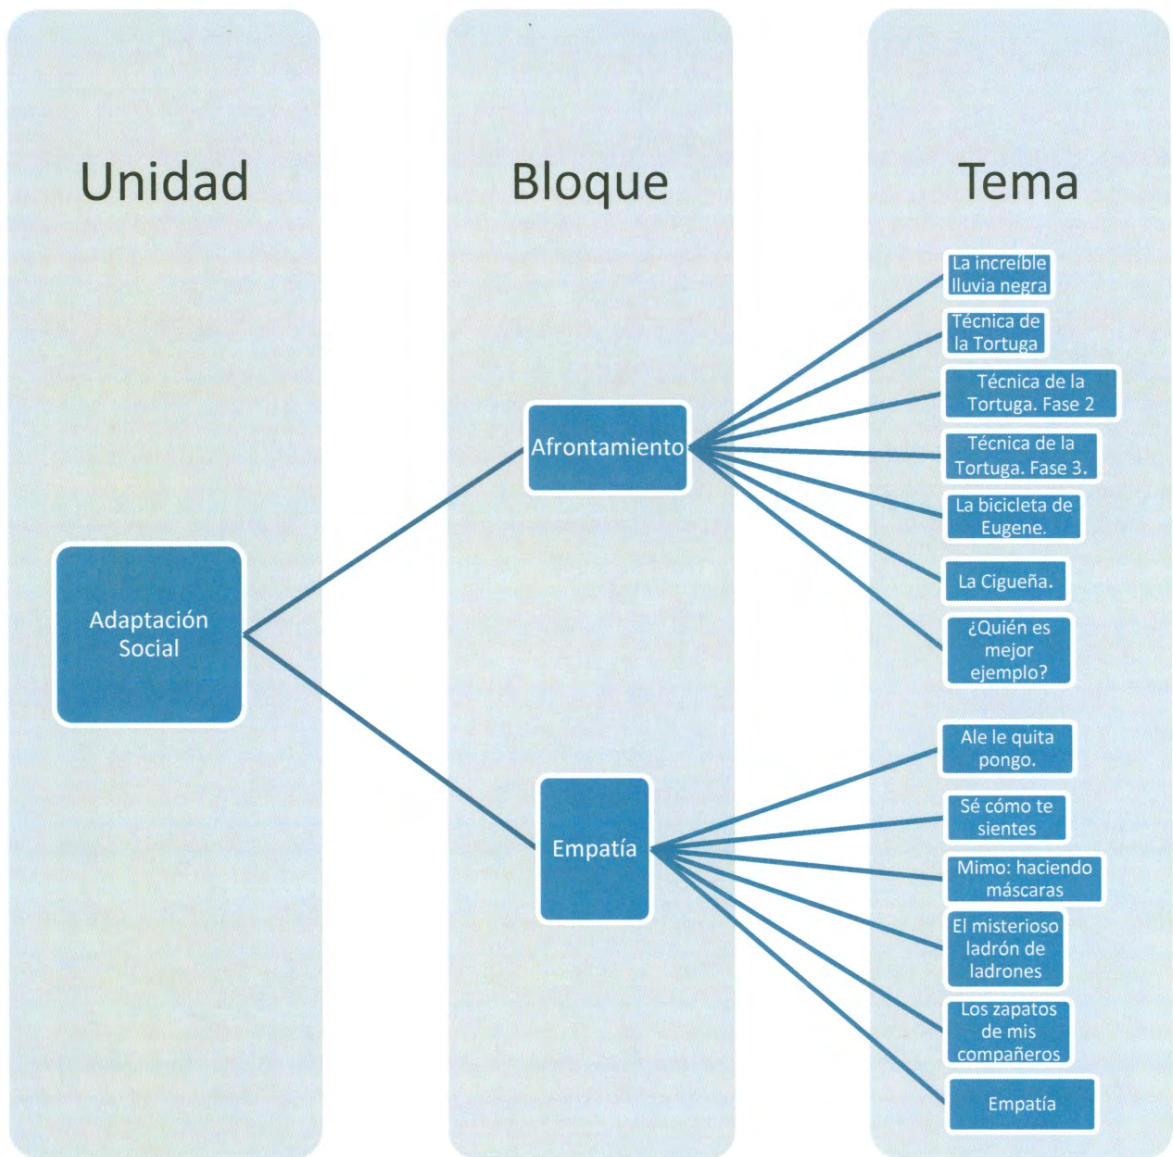 Unidad
Bloque
Tema
Adaptación
Social
Afrontamiento
Empatía
La increíble
lluvia negra
Técnica de
la Tortuga
Técnica de la
Tortuga. Fase 2
Técnica de la
Tortuga. Fase 3.
La bicicleta de
Eugene.
La Cigueña.
¿Quién es
mejor
ejemplo?
Ale le quita
pongo.
Sé cómo te
sientes
Mimo: haciendo
máscaras
El misterioso
ladrón de
ladrones
Los zapatos
de mis
compañeros
Empatía